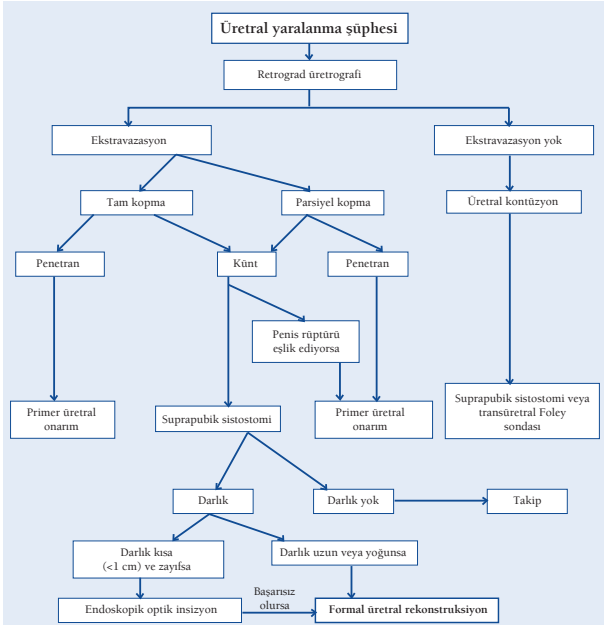 Üretral yaralanma şüphesi
Retrograd üretrografi
Ekstravazasyon
Ekstravazasyon yok
Tam kopma
Parsiyel kopma
Üretral kontüzyon
Penetran
Künt
Penetran
Penis rüptürü
eşlik ediyorsa
Primer üretral
onarım
Suprapubik sistostomi
Primer üretral
onarım
Suprapubik sistostomi veya
transüretral Foley
sondası
Darlık
Darlık yok
Takip
Darlık kısa
(<1 cm) ve zayıfsa
Darlık uzun veya yoğunsa
Endoskopik optik insizyon
Başarısız
olursa
Formal üretral rekonstruksiyon